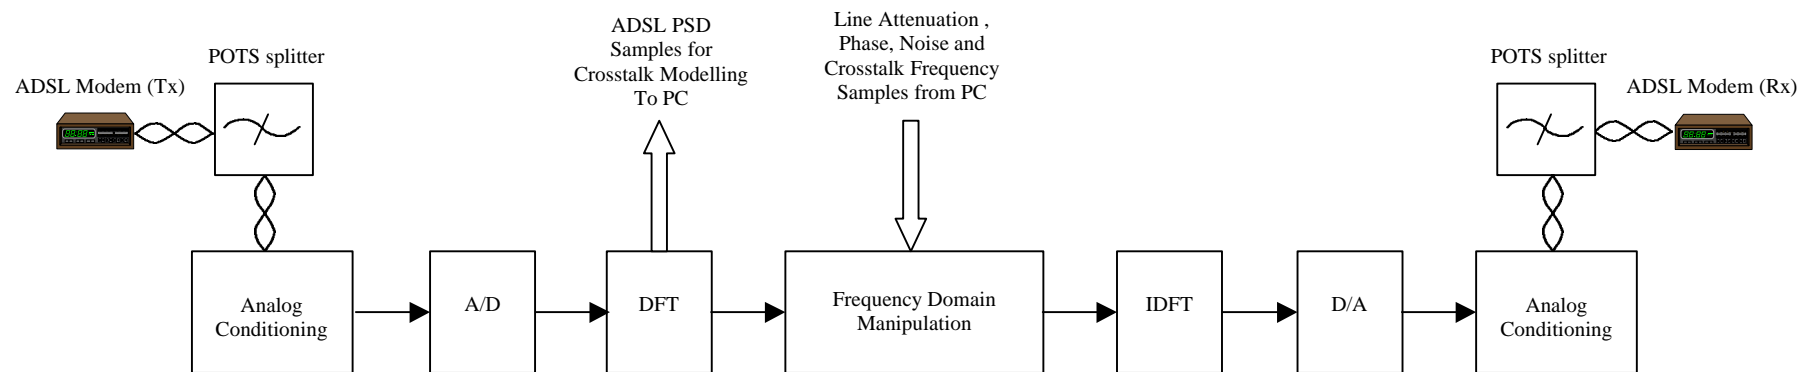 ADSL PSD
Samples for
Crosstalk Modelling
To PC
Line Attenuation ,
Phase, Noise and
Crosstalk Frequency
Samples from PC
POTS splitter
POTS splitter
ADSL Modem (Tx)
ADSL Modem (Rx)
Analog
Conditioning
A/D
DFT
Frequency Domain
Manipulation
IDFT
D/A
Analog
Conditioning